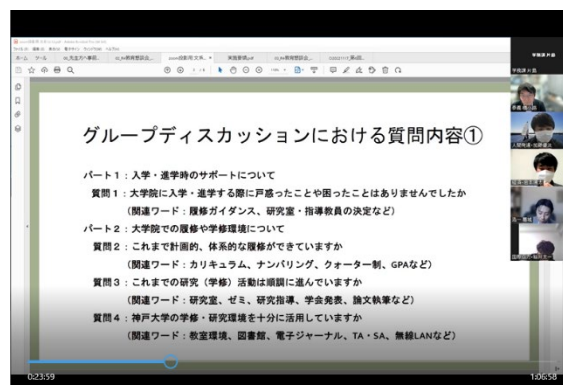 グループディスカッションにおける質問内容①
パート1：入学・進学時のサポートについて
質問1：大学院に入学・進学する際に戸惑ったことや困ったことはありませんでしたか
（関連ワード：履修ガイダンス、研究室・指導教員の決定など）
パート2：大学院での履修や学修環境について
質問2：これまで計画的、体系的な履修ができていますか
（関連ワード：カリキュラム、ナンバリング、クォーター制、GPAなど）
質問3：これまでの研究（学修）活動は順調に進んでいますか
（関連ワード：研究室、ゼミ、研究指導、学会発表、論文執筆など）
質問4：神戸大学の学修・研究環境を十分に活用していますか
（関連ワード：教室環境、図書館、電子ジャーナル、TA・SA、無線LANなど）
0:23:59
1:06:58